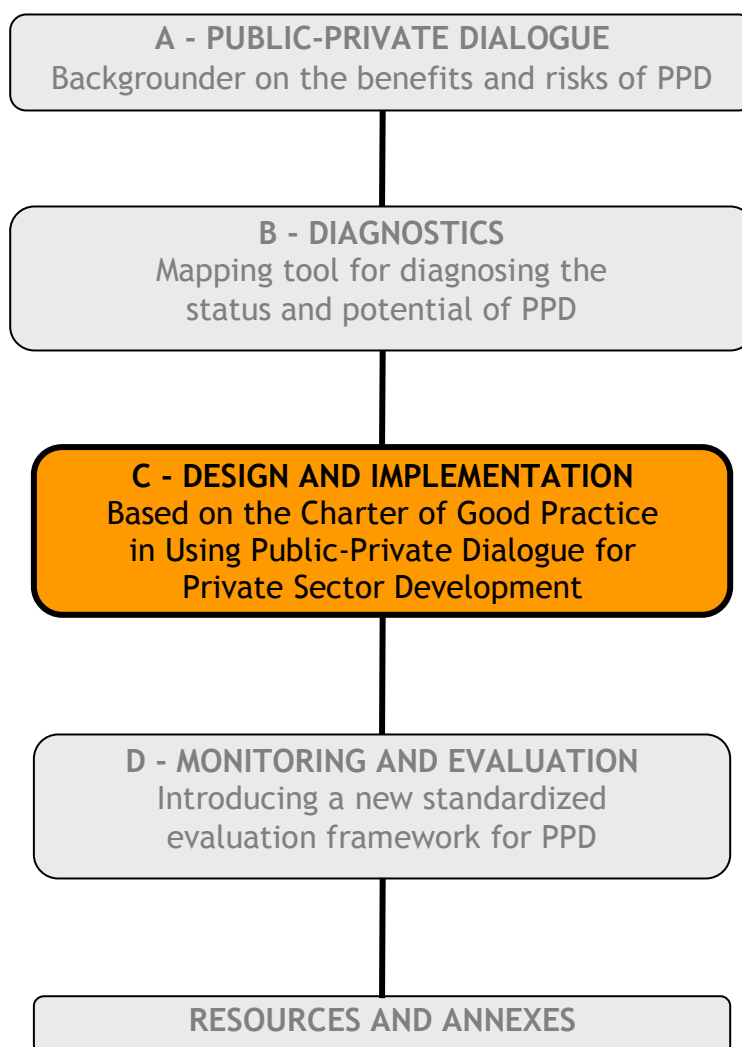 A - PUBLIC-PRIVATE DIALOGUE
Backgrounder on the benefits and risks of PPD
B - DIAGNOSTICS
Mapping tool for diagnosing the
status and potential of PPD
C - DESIGN AND IMPLEMENTATION
Based on the Charter of Good Practice
in Using Public-Private Dialogue for
Private Sector Development
D - MONITORING AND EVALUATION
Introducing a new standardized
evaluation framework for PPD
RESOURCES AND ANNEXES